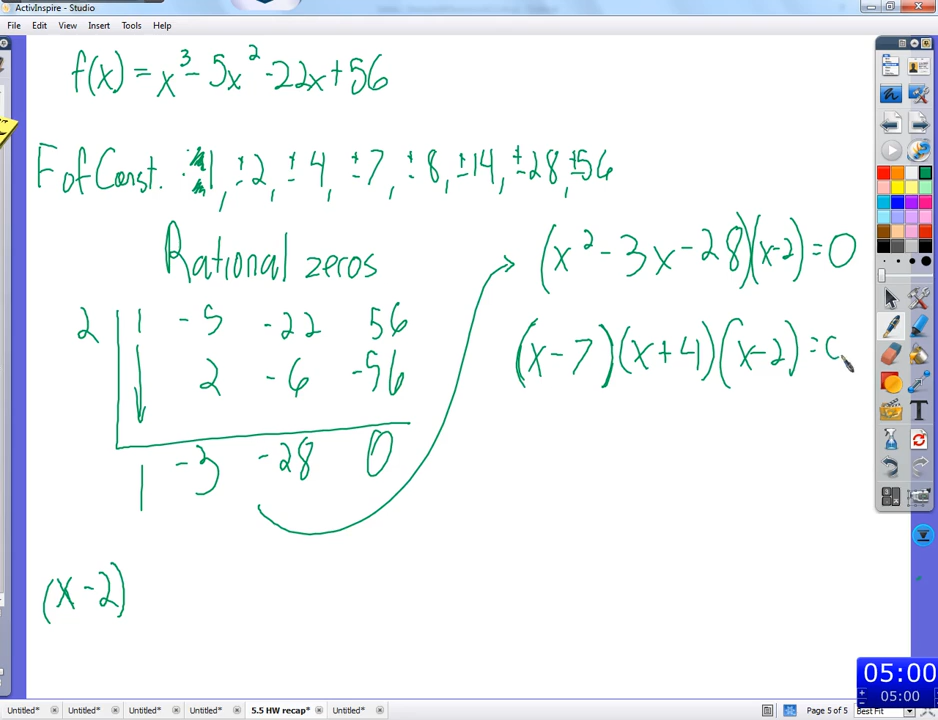 ActivInspire - Studio
File Edit View Insert Tools Help
f(x) = x³ - 5x² - 22x + 56
F of Const. : 1, ±2, ±4, ±7, ±8, ±14, ±28, ±56
Rational zeros
(x² - 3x - 28)(x-2) = 0
2 1 -5 -22 56
(x - 7)(x + 4)(x - 2) = 0
2 -6 -56
1 -3 -28 0
(x - 2)
05:00
05:00
Untitled* Untitled* Untitled* Untitled* 5.5 HW recap* Untitled* Page 5 of 5 Best Fit